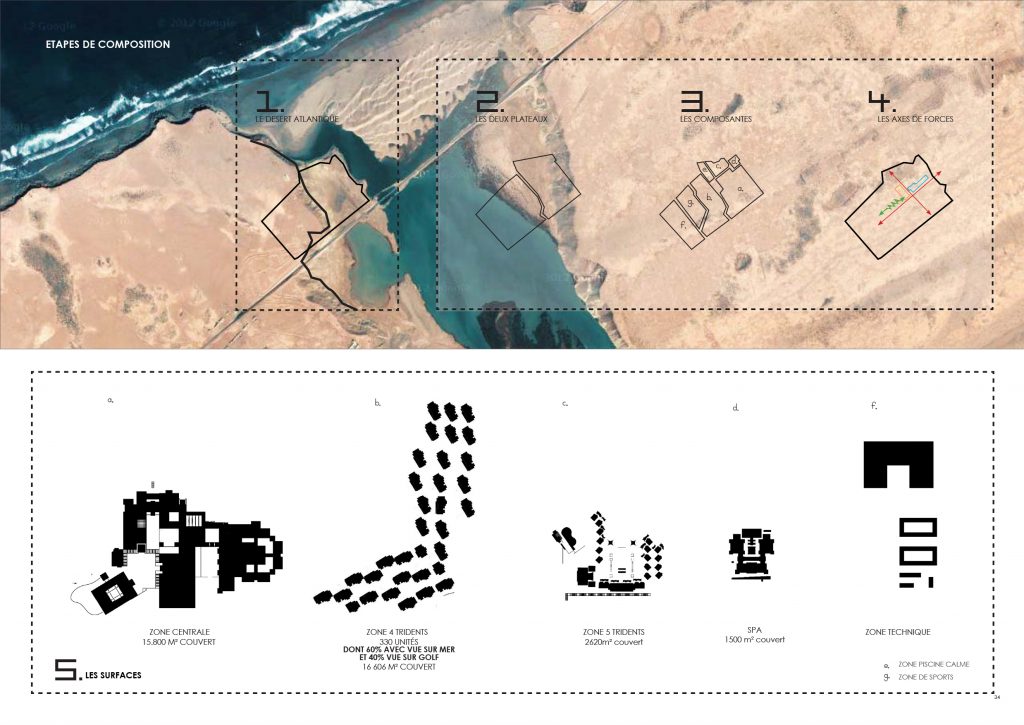 © 2012 Google
ETAPES DE COMPOSITION
1.
LE DESERT ATLANTIQUE
2.
LES DEUX PLATEAUX
3.
LES COMPOSANTES
4.
LES AXES DE FORCES
c.
d.
e.
b.
a.
g.
f.
a.
b.
c.
d.
f.
ZONE CENTRALE
15.800 M² COUVERT
ZONE 4 TRIDENTS
330 UNITÉS
DONT 60% AVEC VUE SUR MER
ET 40% VUE SUR GOLF
16 606 M² COUVERT
ZONE 5 TRIDENTS
2620m² couvert
SPA
1500 m² couvert
ZONE TECHNIQUE
5. LES SURFACES
e. ZONE PISCINE CALME
g. ZONE DE SPORTS
34